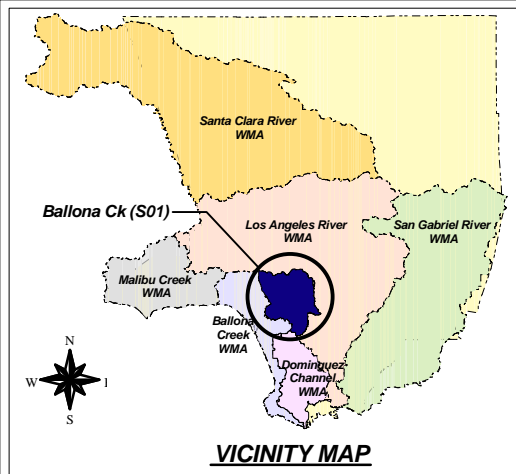 Santa Clara River
WMA
Ballona Ck (S01)
Los Angeles River
WMA
San Gabriel River
WMA
Malibu Creek
WMA
Ballona
Creek
WMA
Dominguez
Channel
WMA
N
W
S
VICINITY MAP